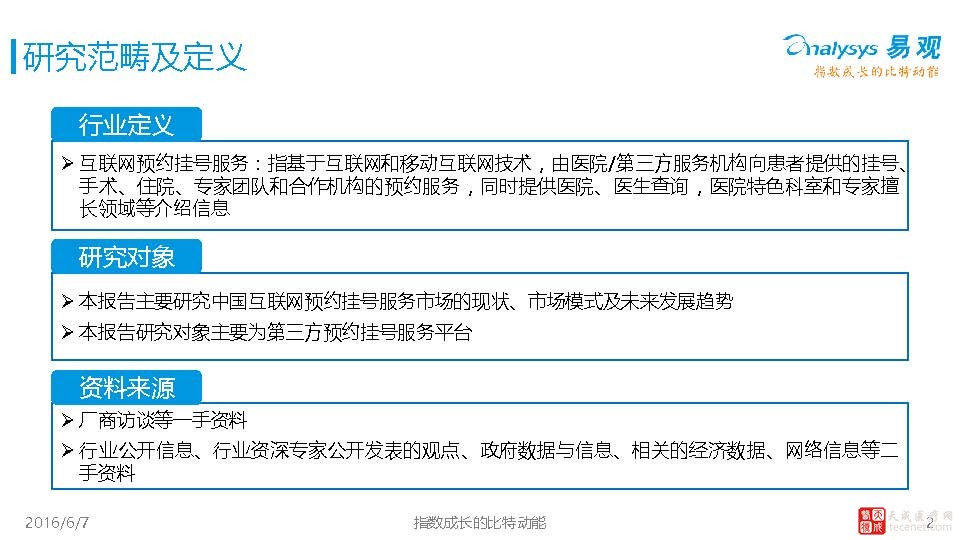 研究范畴及定义
Analysys 易观
指数成长的比特动能
行业定义
➢ 互联网预约挂号服务：指基于互联网和移动互联网技术，由医院/第三方服务机构向患者提供的挂号、
手术、住院、专家团队和合作机构的预约服务，同时提供医院、医生查询，医院特色科室和专家擅
长领域等介绍信息
研究对象
➢ 本报告主要研究中国互联网预约挂号服务市场的现状、市场模式及未来发展趋势
➢ 本报告研究对象主要为第三方预约挂号服务平台
资料来源
➢ 厂商访谈等一手资料
➢ 行业公开信息、行业资深专家公开发表的观点、政府数据与信息、相关的经济数据、网络信息等二
手资料
2016/6/7
指数成长的比特动能
天成医疗网
tecenet.com
2